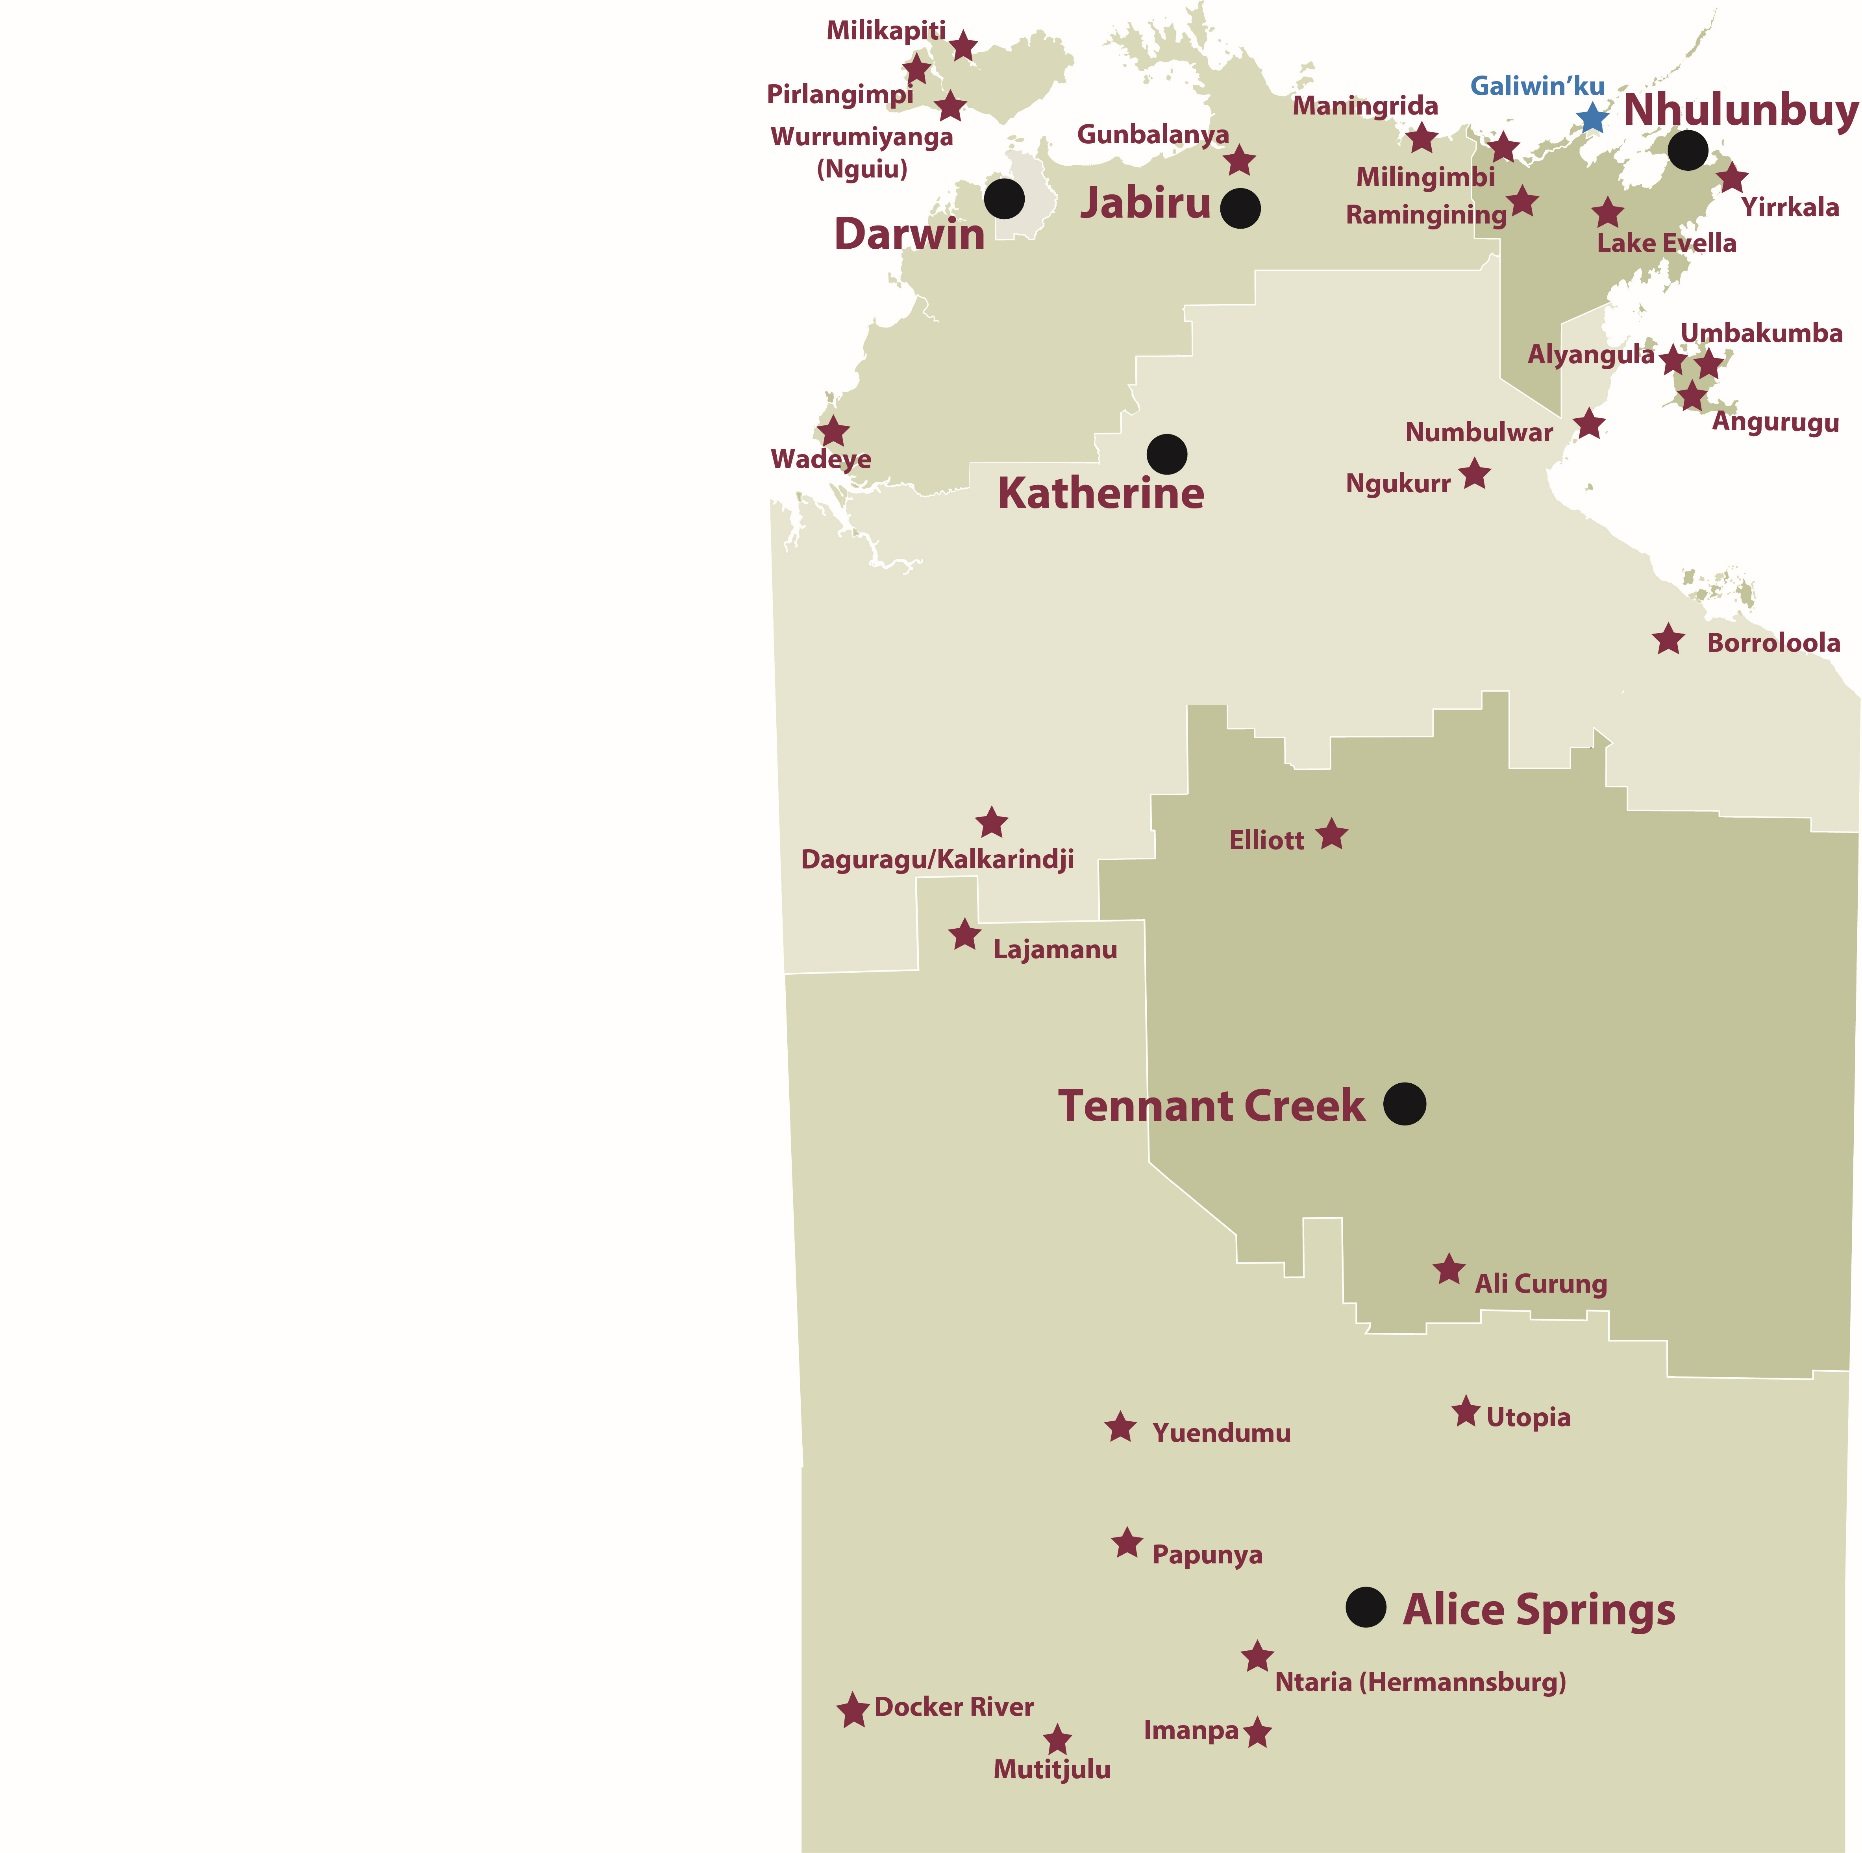 Milikapiti
Pirlangimpi
Wurrumiyanga
(Nguiu)
Darwin
Gunbalanya
Jabiru
Maningrida
Galiwin’ku
Nhulunbuy
Milingimbi
Ramingining
Yirrkala
Lake Evella
Umbakumba
Alyangula
Angurugu
Numbulwar
Ngukurr
Wadeye
Katherine
Borroloola
Elliott
Daguragu/Kalkarindji
Lajamanu
Tennant Creek
Ali Curung
Utopia
Yuendumu
Papunya
Alice Springs
Ntaria (Hermannsburg)
Docker River
Imanpa
Mutitjulu